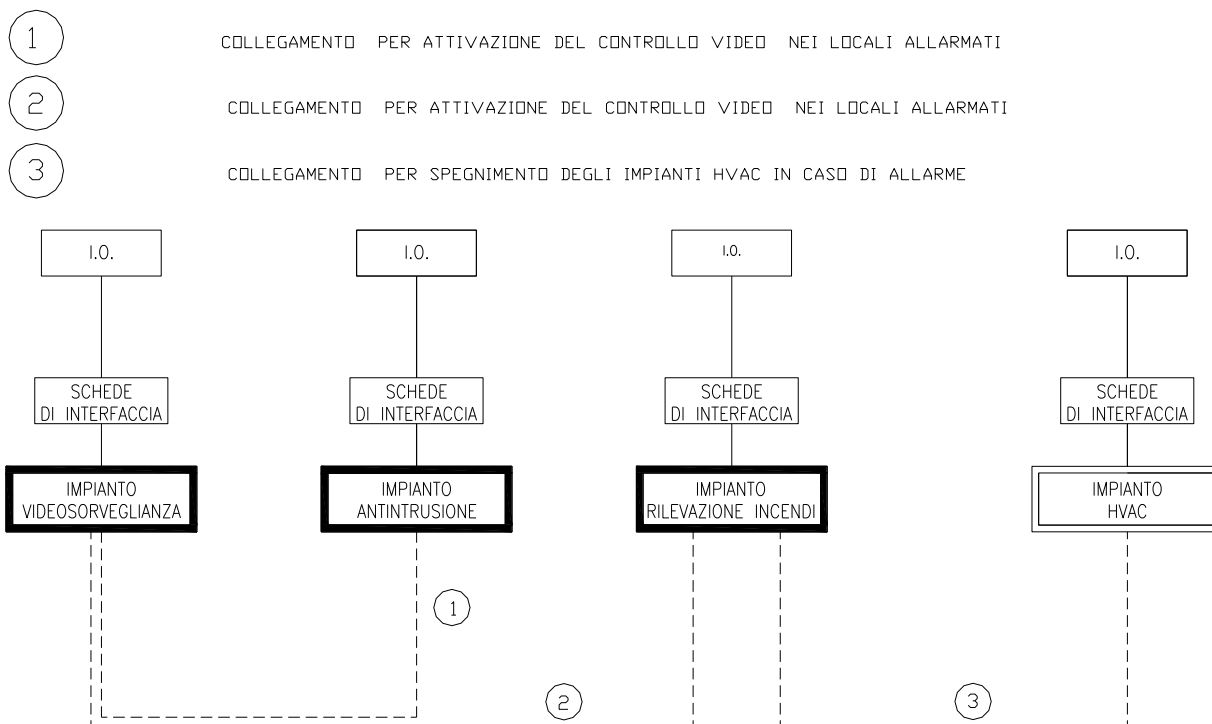 1
COLLEGAMENTO PER ATTIVAZIONE DEL CONTROLLO VIDEO NEI LOCALI ALLARMATI
2
COLLEGAMENTO PER ATTIVAZIONE DEL CONTROLLO VIDEO NEI LOCALI ALLARMATI
3
COLLEGAMENTO PER SPEGNIMENTO DEGLI IMPIANTI HVAC IN CASO DI ALLARME
I.O.
I.O.
I.O.
I.O.
SCHEDE
DI INTERFACCIA
SCHEDE
DI INTERFACCIA
SCHEDE
DI INTERFACCIA
SCHEDE
DI INTERFACCIA
IMPIANTO
VIDEOSORVEGLIANZA
IMPIANTO
ANTINTRUSIONE
IMPIANTO
RILEVAZIONE INCENDI
IMPIANTO
HVAC
1
2
3